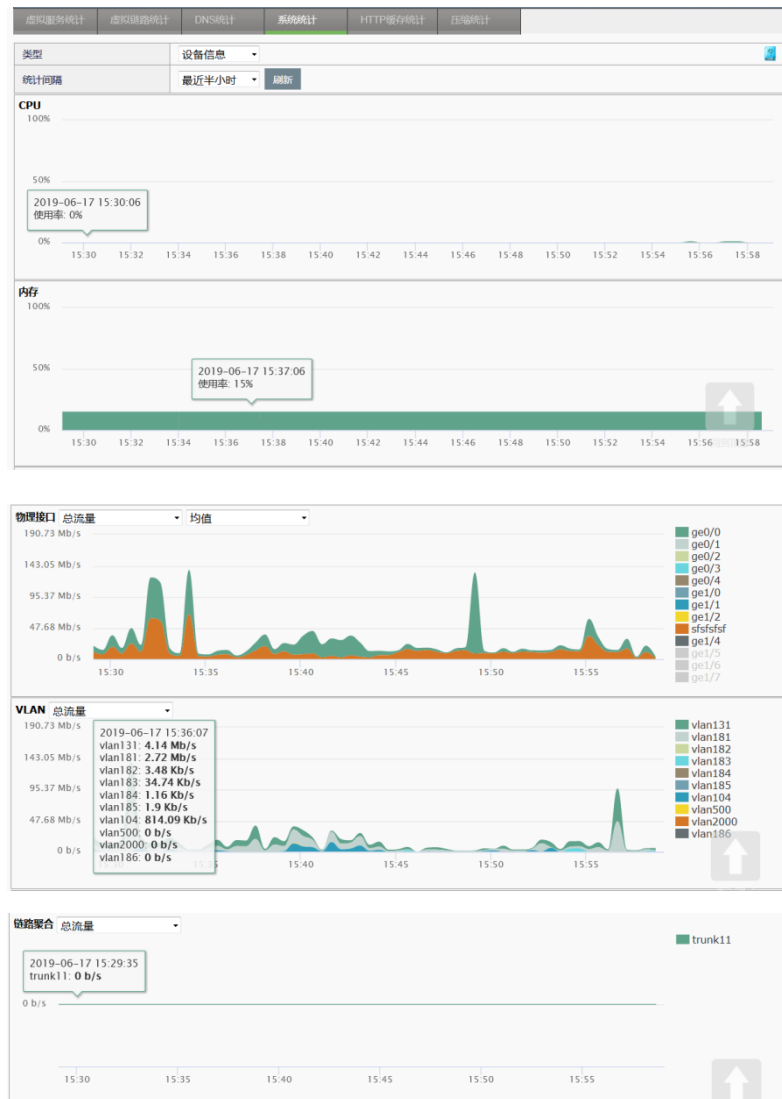 虚拟服务统计 虚拟链路统计 DNS统计 系统统计 HTTP缓存统计 压缩统计
类型 设备信息
统计间隔 最近半小时 刷新
CPU
100%
50%
2019-06-17 15:30:06
使用率: 0%
0%
15:30 15:32 15:34 15:36 15:38 15:40 15:42 15:44 15:46 15:48 15:50 15:52 15:54 15:56 15:58
内存
100%
50%
2019-06-17 15:37:06
使用率: 15%
0%
15:30 15:32 15:34 15:36 15:38 15:40 15:42 15:44 15:46 15:48 15:50 15:52 15:54 15:56 15:58
物理接口 总流量 均值
190.73 Mb/s
143.05 Mb/s
95.37 Mb/s
47.68 Mb/s
0 b/s
15:30 15:35 15:40 15:45 15:50 15:55
ge0/0
ge0/1
ge0/2
ge0/3
ge0/4
ge1/0
ge1/1
ge1/2
sfsfsfsf
ge1/4
ge1/5
ge1/6
ge1/7
VLAN 总流量
190.73 Mb/s
143.05 Mb/s
95.37 Mb/s
47.68 Mb/s
0 b/s
2019-06-17 15:36:07
vlan131: 4.14 Mb/s
vlan181: 2.72 Mb/s
vlan182: 3.48 Kb/s
vlan183: 34.74 Kb/s
vlan184: 1.16 Kb/s
vlan185: 1.9 Kb/s
vlan104: 814.09 Kb/s
vlan500: 0 b/s
vlan2000: 0 b/s
vlan186: 0 b/s
15:30 15:35 15:40 15:45 15:50 15:55
vlan131
vlan181
vlan182
vlan183
vlan184
vlan185
vlan104
vlan500
vlan2000
vlan186
链路聚合 总流量
trunk11
2019-06-17 15:29:35
trunk11: 0 b/s
0 b/s
15:30 15:35 15:40 15:45 15:50 15:55